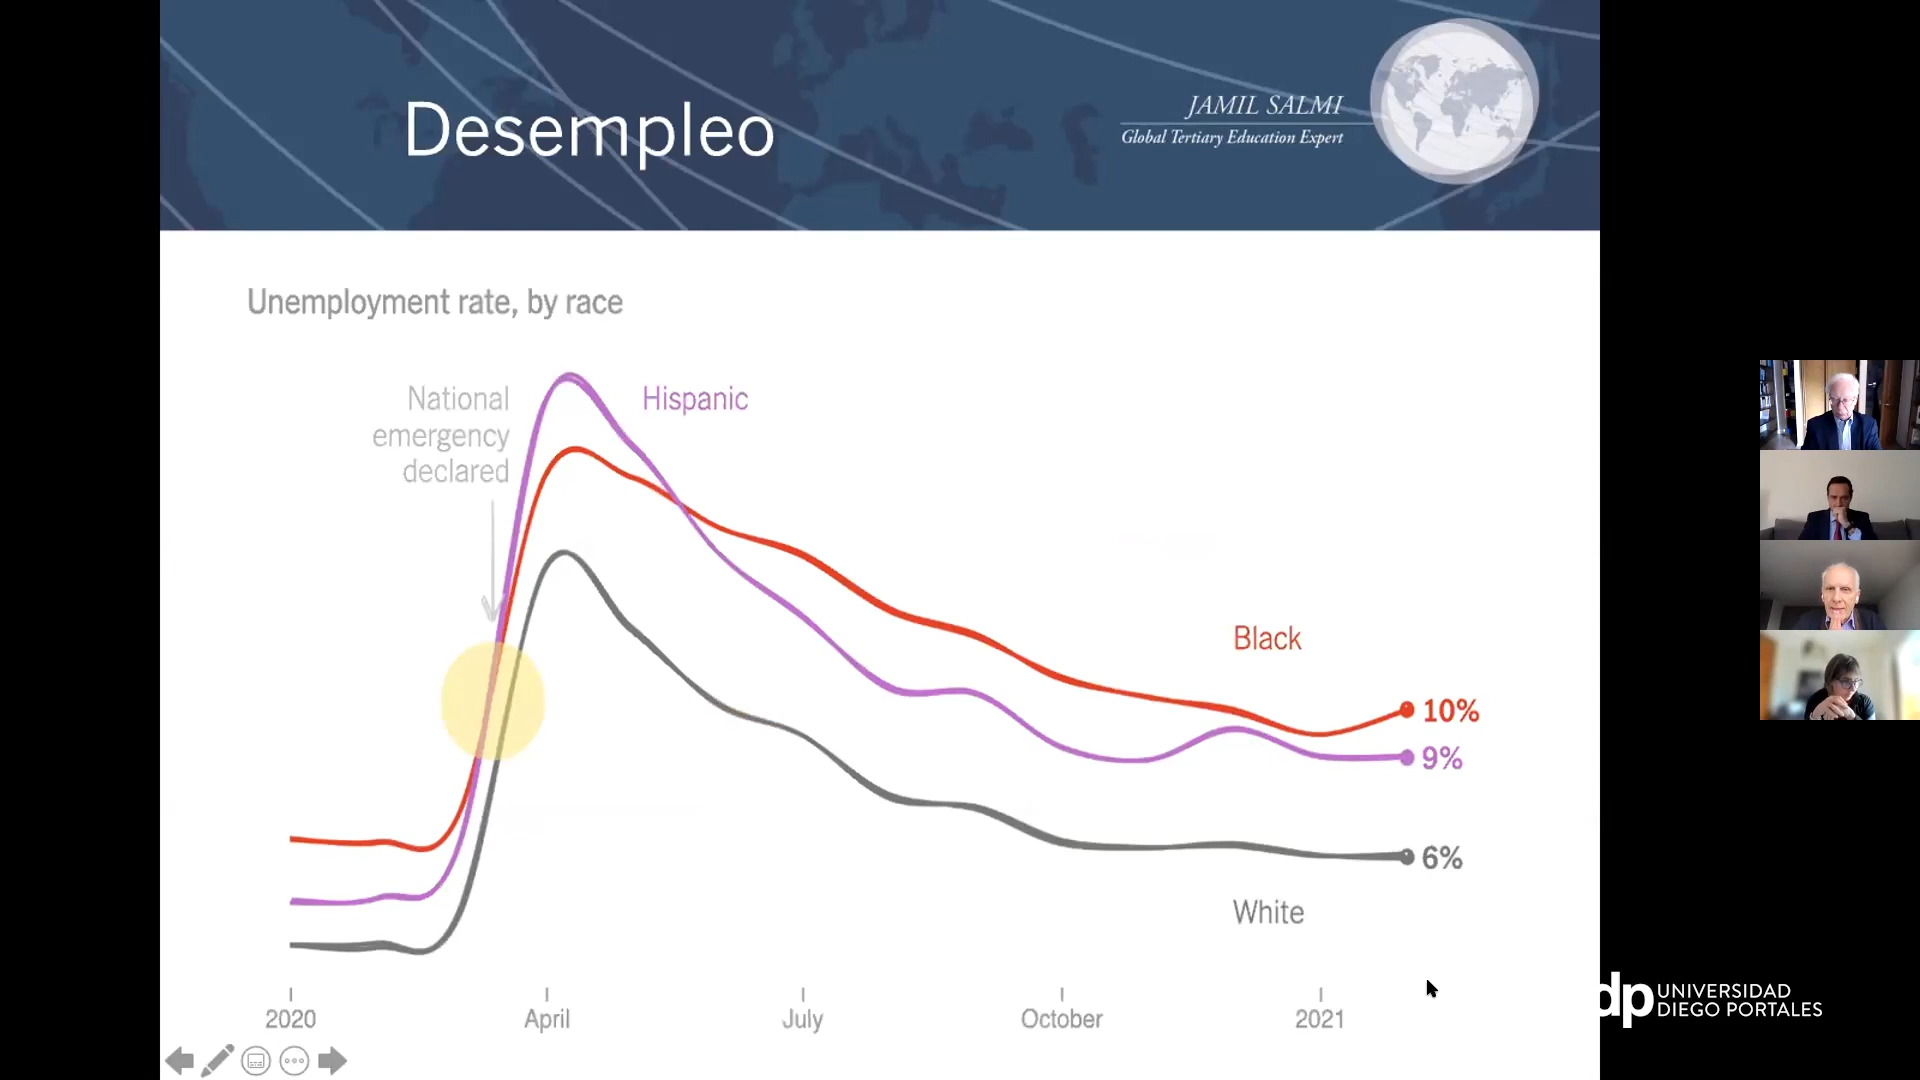 Desempleo
JAMIL SALMI
Global Tertiary Education Expert
Unemployment rate, by race
National
emergency
declared
Hispanic
Black
10%
9%
6%
White
2020 April July October 2021
dp UNIVERSIDAD
DIEGO PORTALES